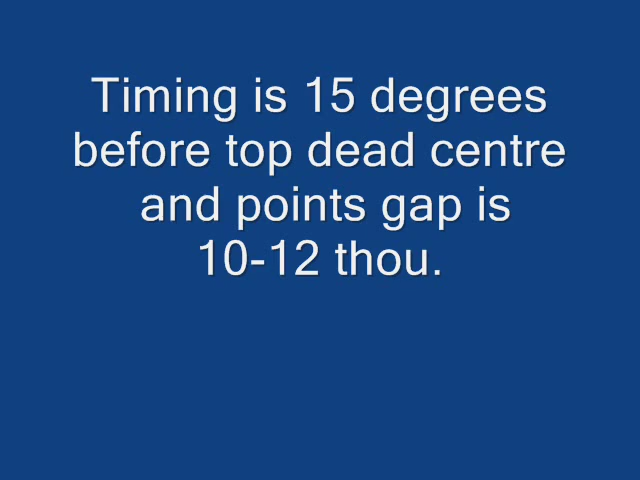 Timing is 15 degrees
before top dead centre
and points gap is
10-12 thou.